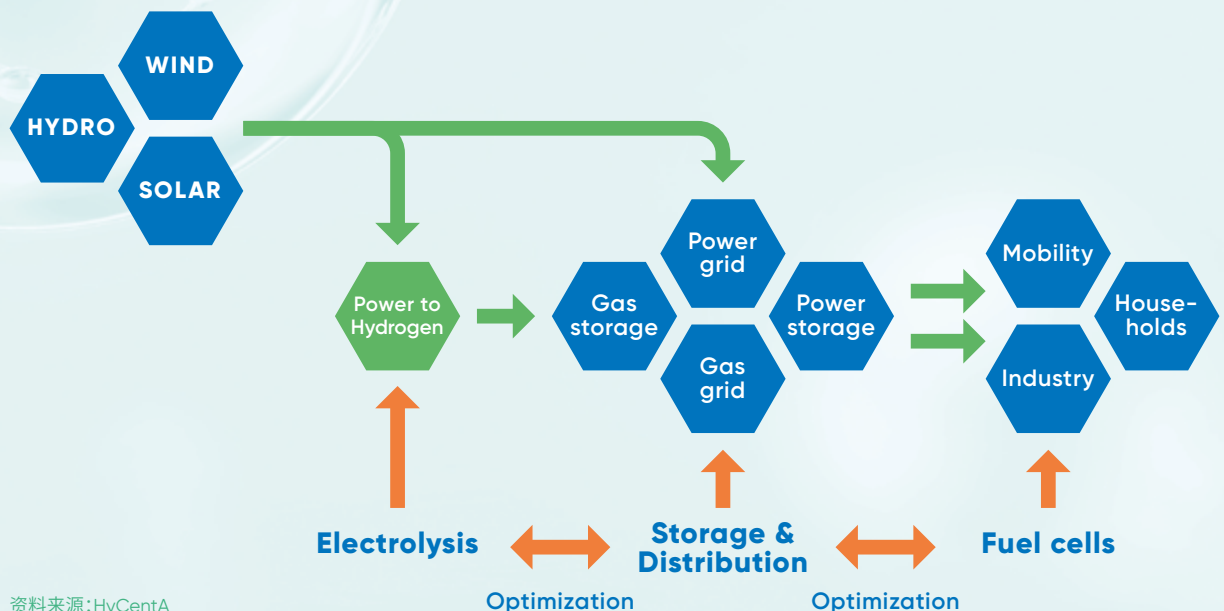 WIND
HYDRO
SOLAR
Power to
Hydrogen
Gas
storage
Power
grid
Gas
grid
Power
storage
Mobility
House-
holds
Industry
Electrolysis
Storage &
Distribution
Fuel cells
Optimization
Optimization
资料来源:HyCentA